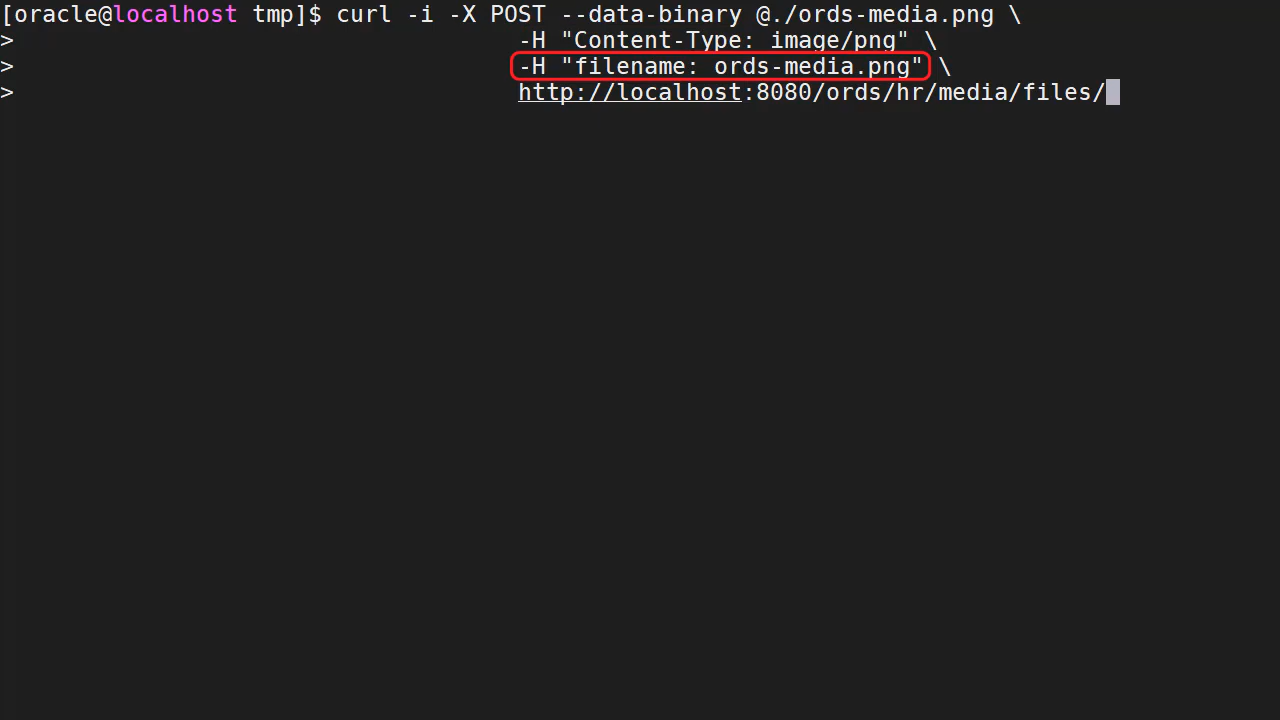 [oracle@localhost tmp]$ curl -i -X POST --data-binary @./ords-media.png \
> -H "Content-Type: image/png" \
> -H "filename: ords-media.png" \
> http://localhost:8080/ords/hr/media/files/